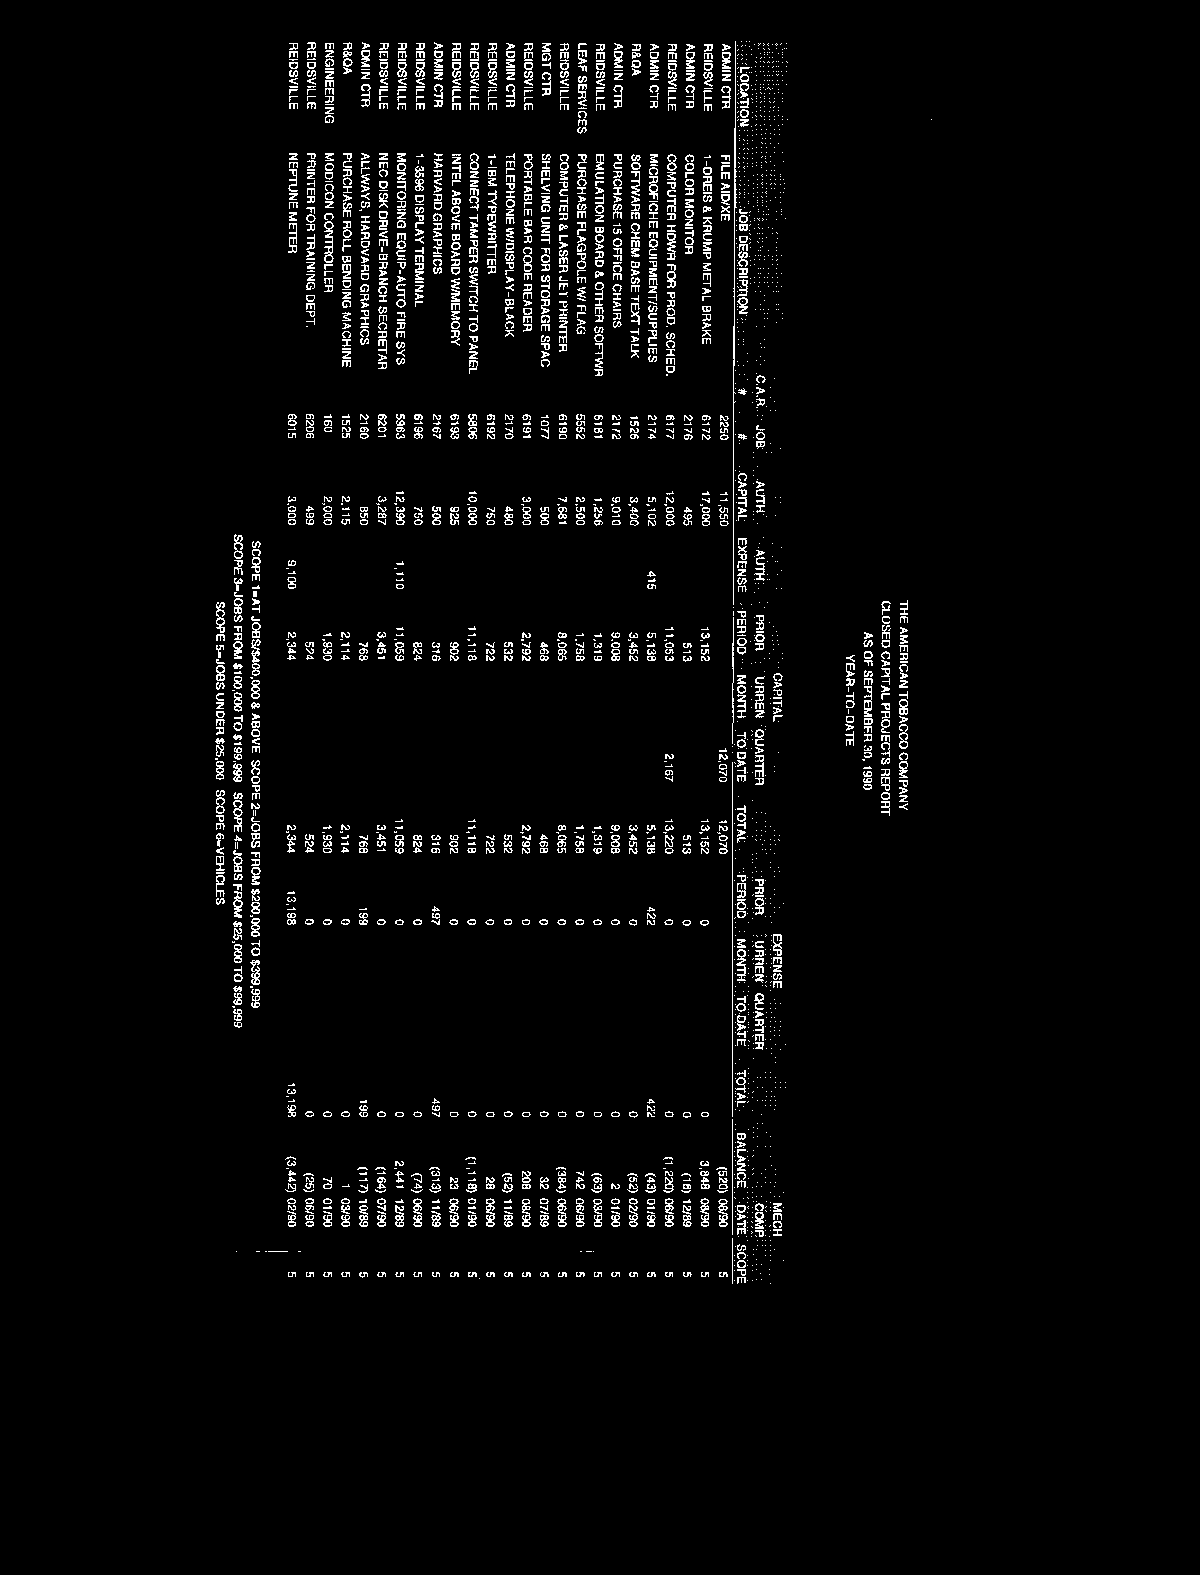 THE AMERICAN TOBACCO COMPANY
CLOSED CAPITAL PROJECTS REPORT
AS OF SEPTEMBER 30, 1990
YEAR-TO-DATE
CAPITAL EXPENSE MECH
C.A.R. JOB AUTH AUTH PRIOR URREN QUARTER PRIOR URREN QUARTER COMP
LOCATION JOB DESCRIPTION # # CAPITAL EXPENSE PERIOD MONTH TO DATE TOTAL PERIOD MONTH TO DATE TOTAL BALANCE DATE SCOPE
ADMIN CTR FILE AID/XE 2250 11,550 12,070 12,070 (520) 09/90 5
REIDSVILLE 1-DREIS & KRUMP METAL BRAKE 6172 17,000 13,152 13,152 0 0 3,848 08/90 5
ADMIN CTR COLOR MONITOR 2176 495 513 513 0 0 (18) 12/89 5
REIDSVILLE COMPUTER HDWR FOR PROD. SCHED. 6177 12,000 11,053 2,167 13,220 0 0 (1,220) 06/90 5
ADMIN CTR MICROFICHE EQUIPMENT/SUPPLIES 2174 5,102 415 5,138 5,138 422 422 (43) 01/90 5
R&QA SOFTWARE CHEM BASE TEXT TALK 1526 3,400 3,452 3,452 0 0 (52) 02/90 5
ADMIN CTR PURCHASE 15 OFFICE CHAIRS 2172 9,010 9,008 9,008 0 0 2 01/90 5
REIDSVILLE EMULATION BOARD & OTHER SOFTWR 6181 1,256 1,319 1,319 0 0 (63) 03/90 5
LEAF SERVICES PURCHASE FLAGPOLE W/ FLAG 5552 2,500 1,758 1,758 0 0 742 06/90 5
REIDSVILLE COMPUTER & LASER JET PRINTER 6190 7,681 8,065 8,065 0 0 (384) 06/90 5
MGT CTR SHELVING UNIT FOR STORAGE SPAC 1077 500 468 468 0 0 32 07/89 5
REIDSVILLE PORTABLE BAR CODE READER 6191 3,000 2,792 2,792 0 0 208 08/90 5
ADMIN CTR TELEPHONE W/DISPLAY-BLACK 2170 480 532 532 0 0 (52) 11/89 5
REIDSVILLE 1-IBM TYPEWRITTER 6192 750 722 722 0 0 28 06/90 5
REIDSVILLE CONNECT TAMPER SWITCH TO PANEL 5806 10,000 11,118 11,118 0 0 (1,118) 01/90 5
REIDSVILLE INTEL ABOVE BOARD W/MEMORY 6193 925 902 902 0 0 23 06/90 5
ADMIN CTR HARVARD GRAPHICS 2167 500 316 316 497 497 (313) 11/89 5
REIDSVILLE 1-3596 DISPLAY TERMINAL 6196 750 824 824 0 0 (74) 06/90 5
REIDSVILLE MONITORING EQUIP-AUTO FIRE SYS 5963 12,390 1,110 11,059 11,059 0 0 2,441 12/89 5
REIDSVILLE NEC DISK DRIVE-BRANCH SECRETAR 6201 3,287 3,451 3,451 0 0 (164) 07/90 5
ADMIN CTR ALLWAYS, HARDVARD GRAPHICS 2160 850 768 768 199 199 (117) 10/89 5
R&QA PURCHASE ROLL BENDING MACHINE 1525 2,115 2,114 2,114 0 0 1 03/90 5
ENGINEERING MODICON CONTROLLER 160 2,000 1,930 1,930 0 0 70 01/90 5
REIDSVILLE PRINTER FOR TRAINING DEPT. 6206 499 524 524 0 0 (25) 06/90 5
REIDSVILLE NEPTUNE METER 6015 3,000 9,100 2,344 2,344 13,198 13,198 (3,442) 02/90 5
SCOPE 1=AT JOBS/$400,000 & ABOVE SCOPE 2=JOBS FROM $200,000 TO $399,999
SCOPE 3=JOBS FROM $100,000 TO $199,999 SCOPE 4=JOBS FROM $25,000 TO $99,999
SCOPE 5=JOBS UNDER $25,000 SCOPE 6=VEHICLES